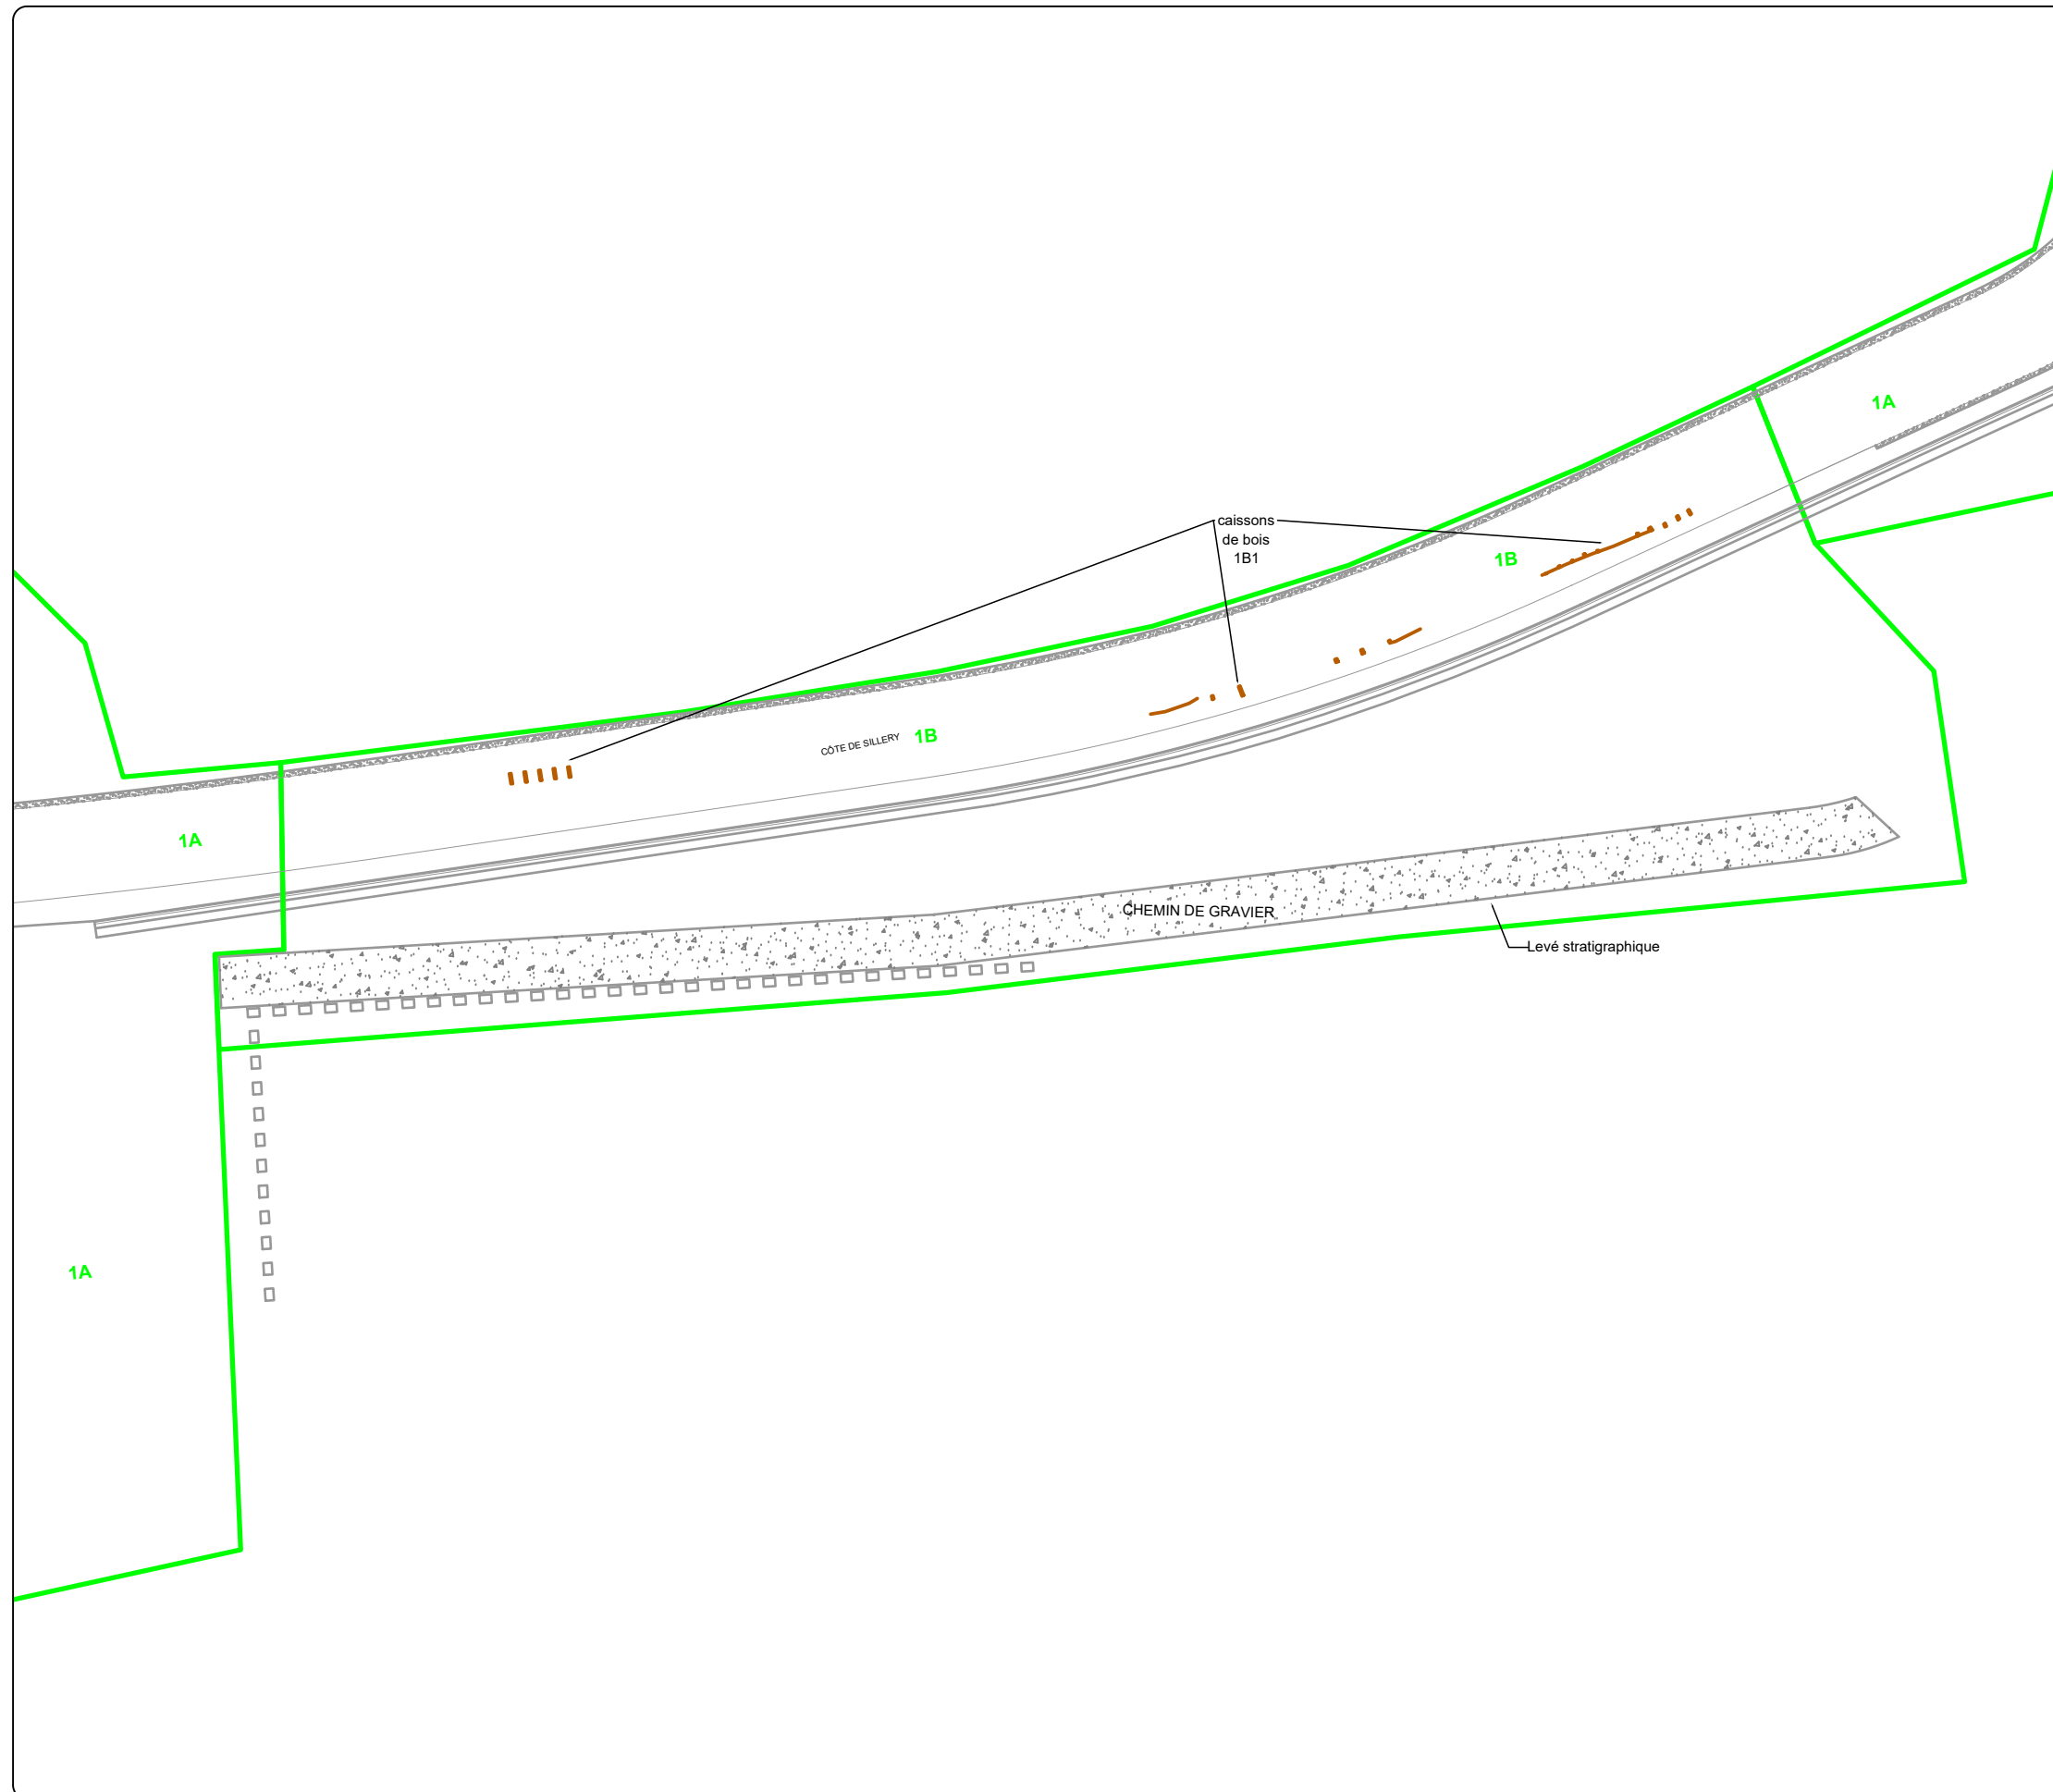 1A
caissons
de bois
1B1
1B
CÔTE DE SILLERY
1B
1A
CHEMIN DE GRAVIER
Levé stratigraphique
1A